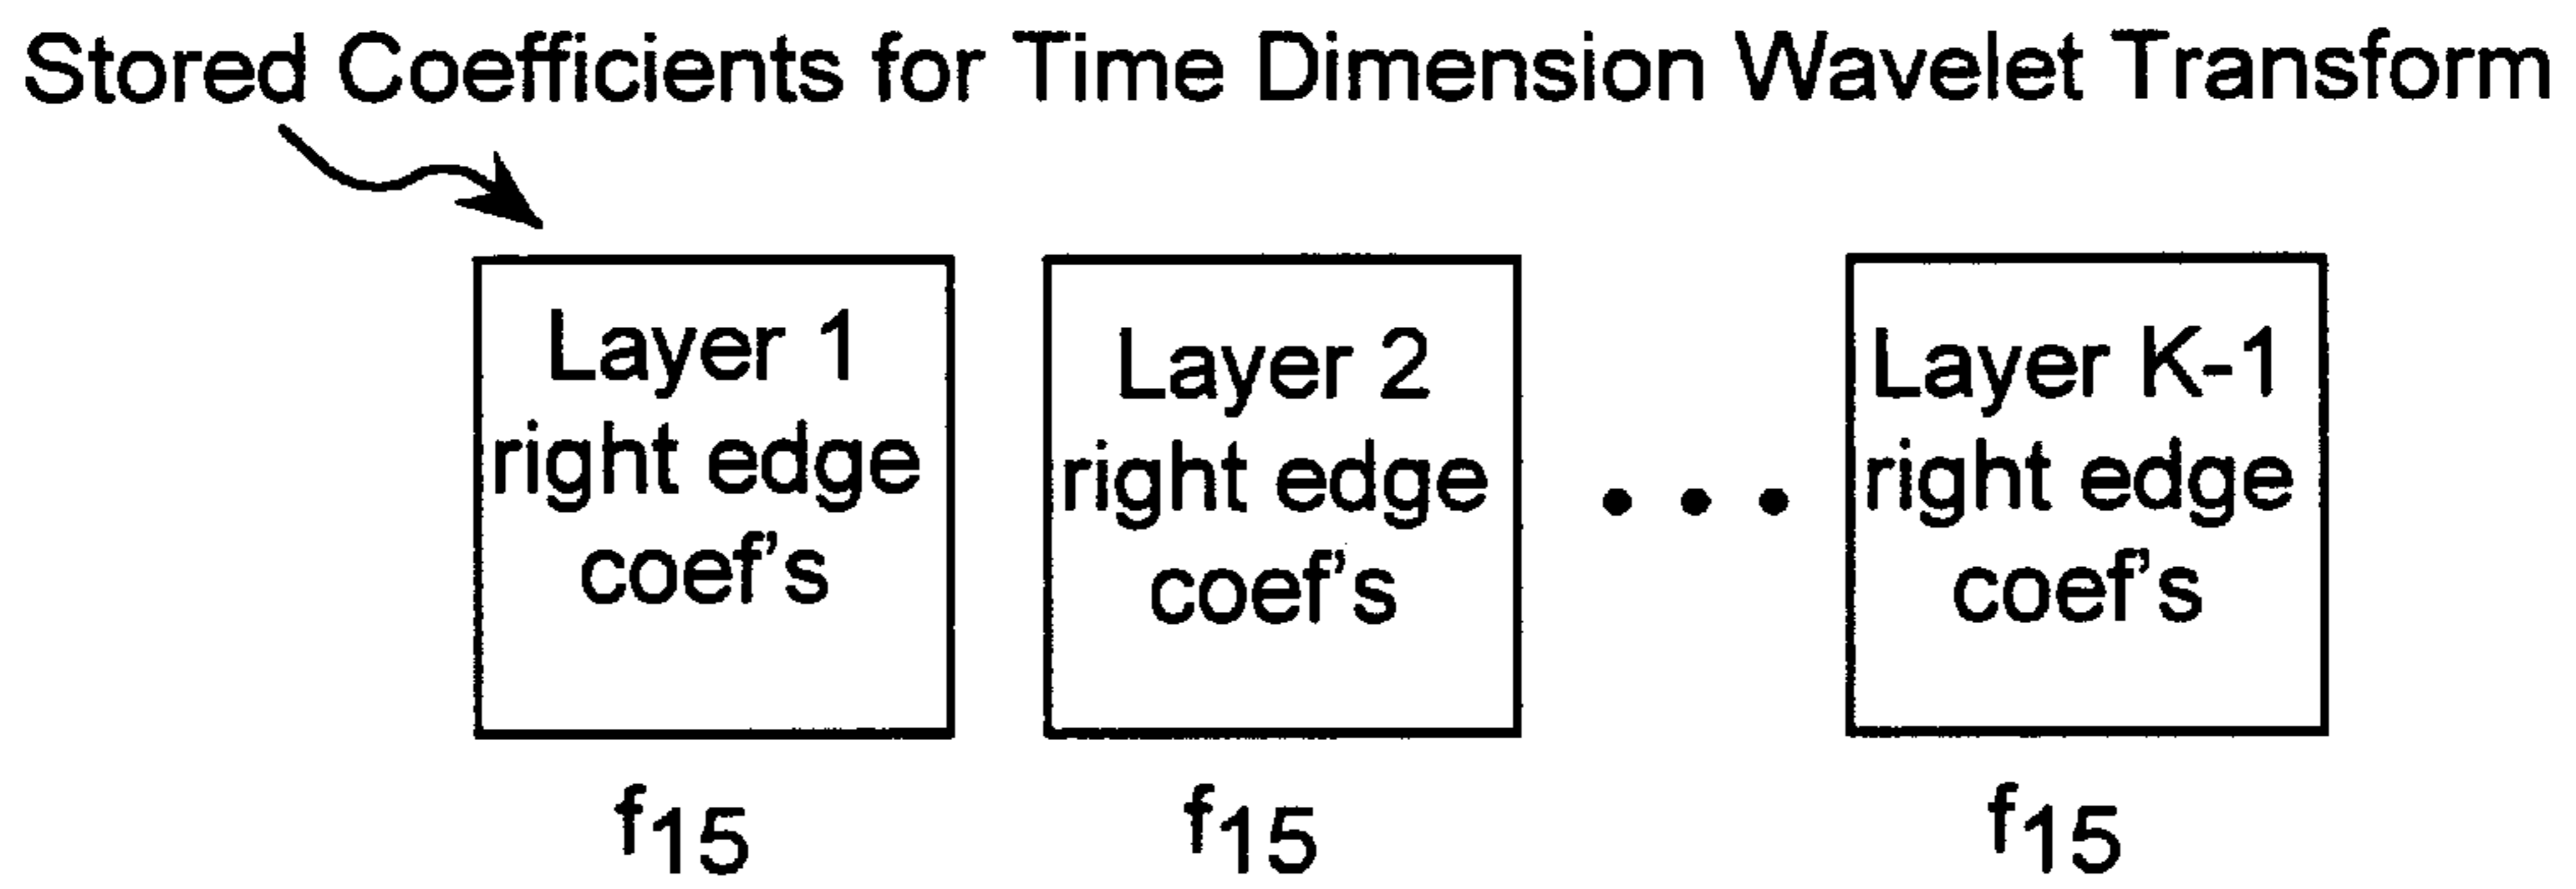 Stored Coefficients for Time Dimension Wavelet Transform
Layer 1
right edge
coef's
Layer 2
right edge
coef's
• • •
Layer K-1
right edge
coef's
f15
f15
f15